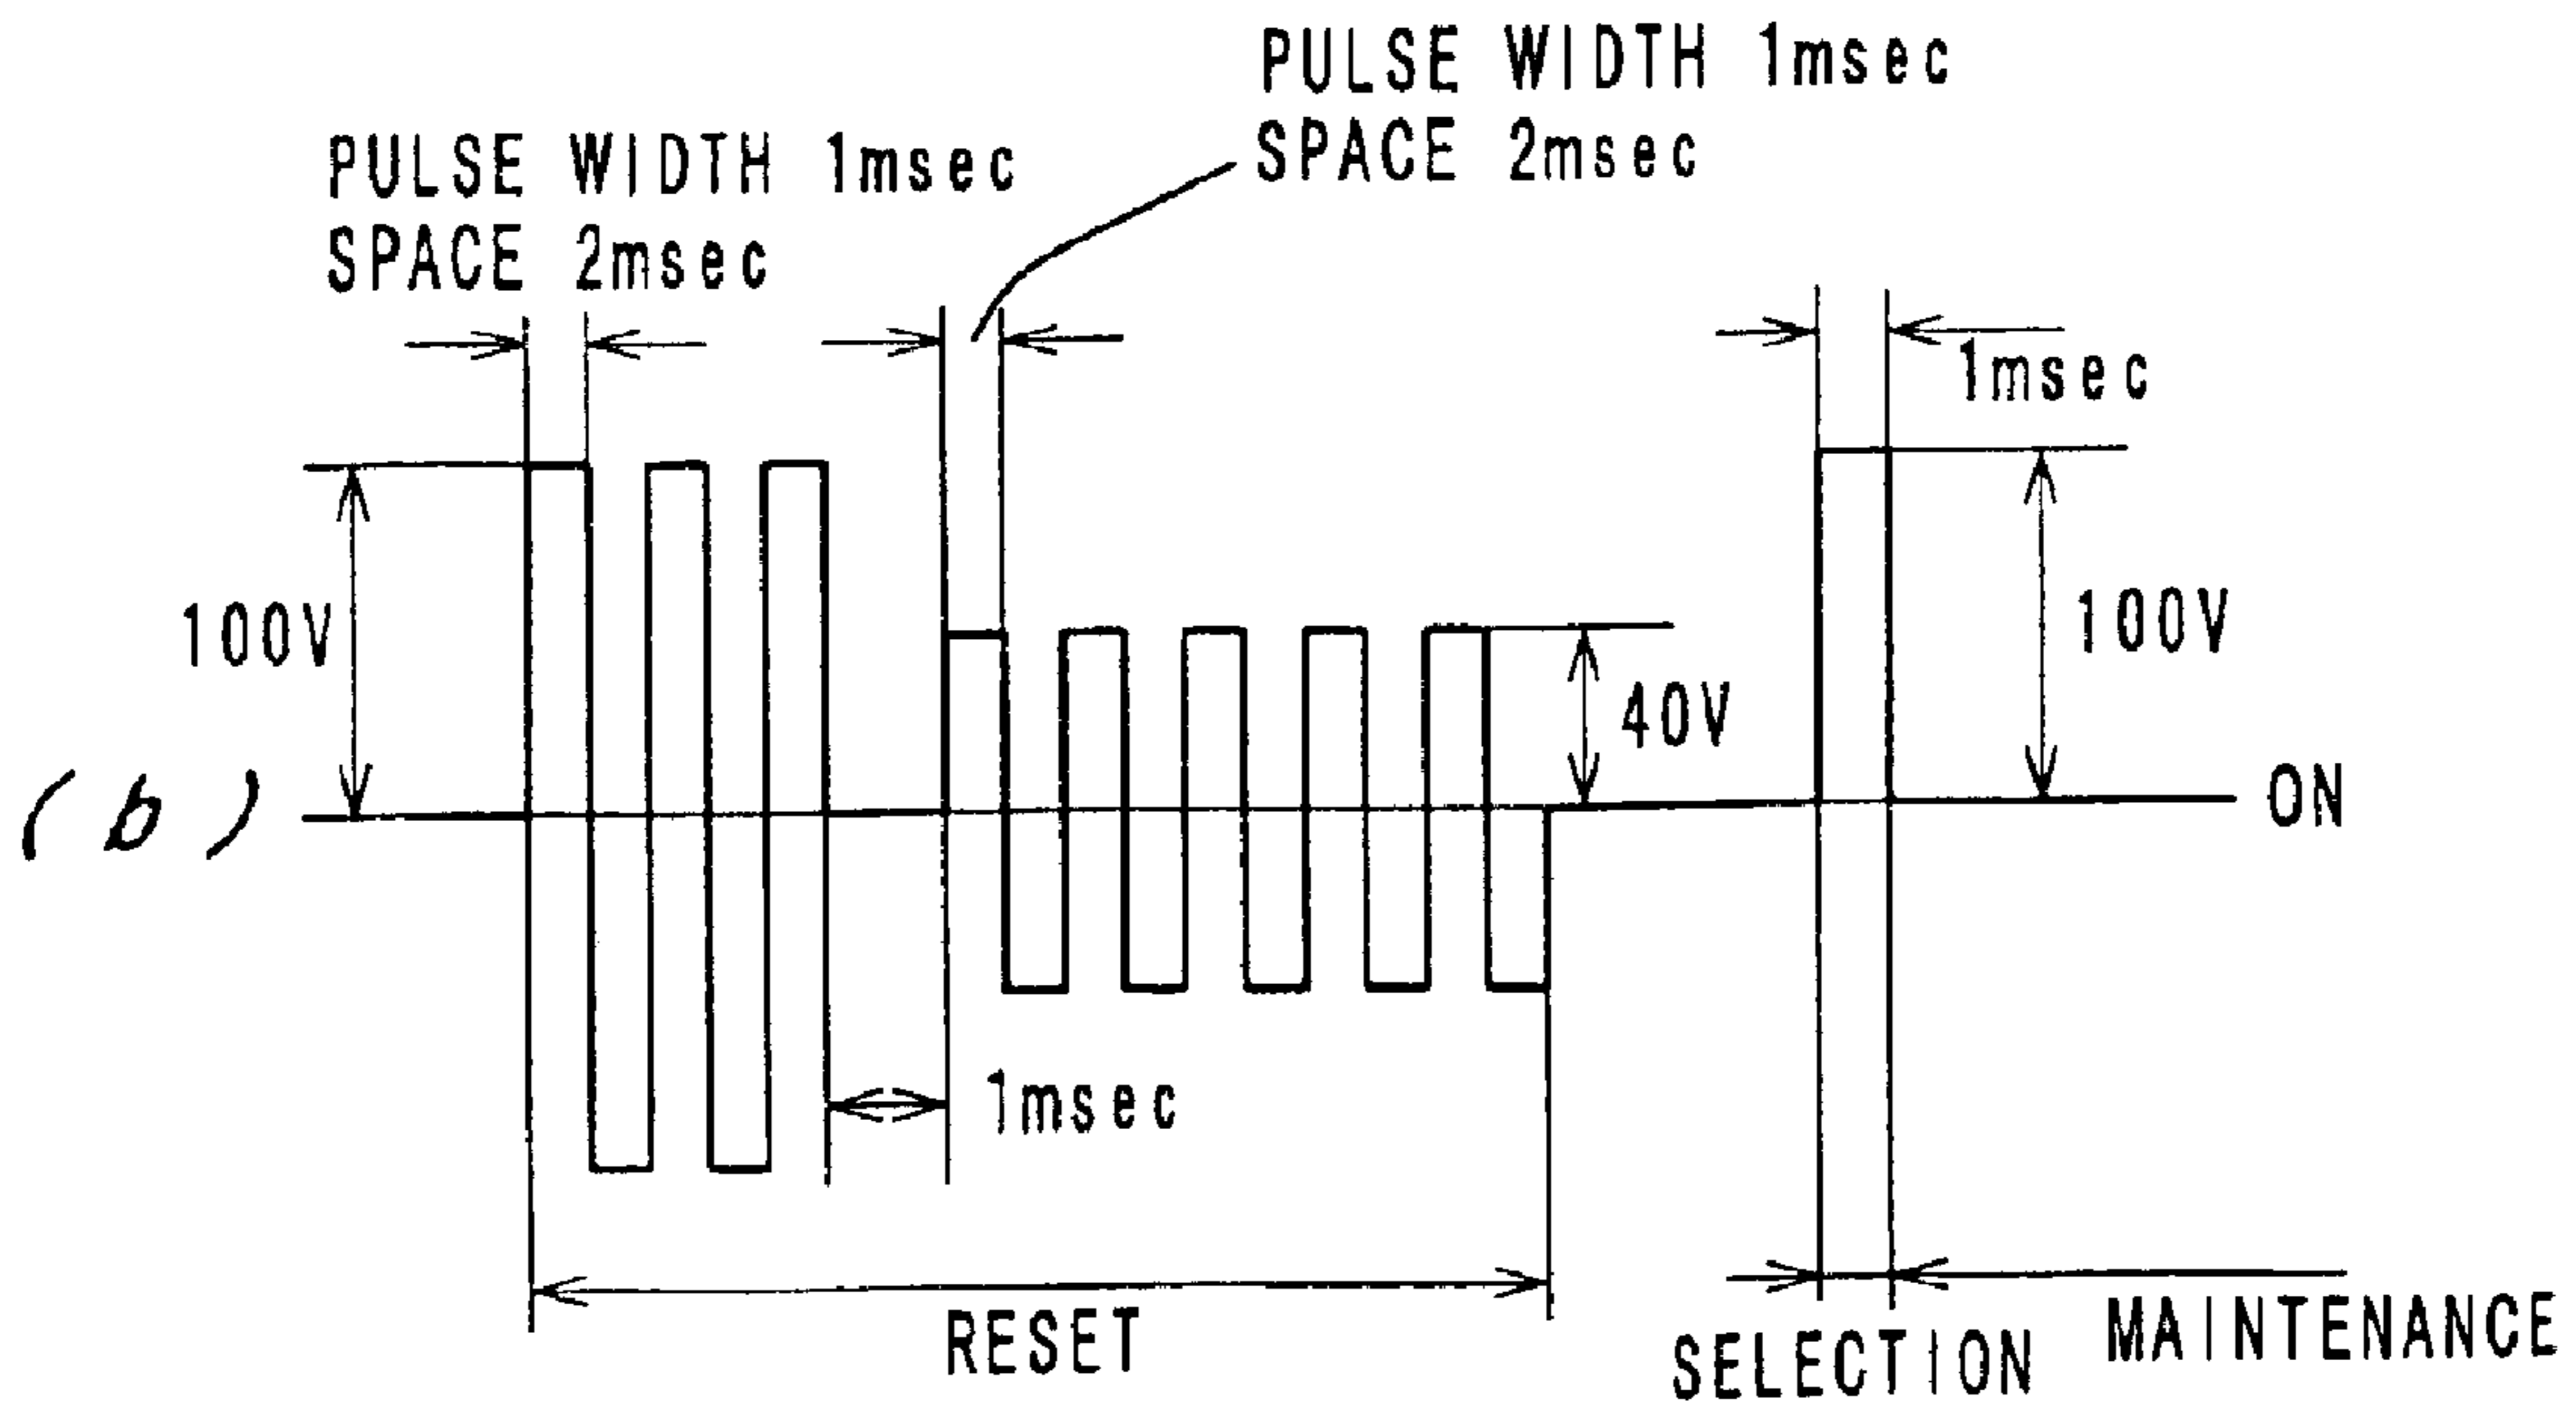 PULSE WIDTH 1msec
SPACE 2msec
PULSE WIDTH 1msec
SPACE 2msec
1msec
100V
40V
100V
(b)
ON
1msec
RESET
SELECTION
MAINTENANCE